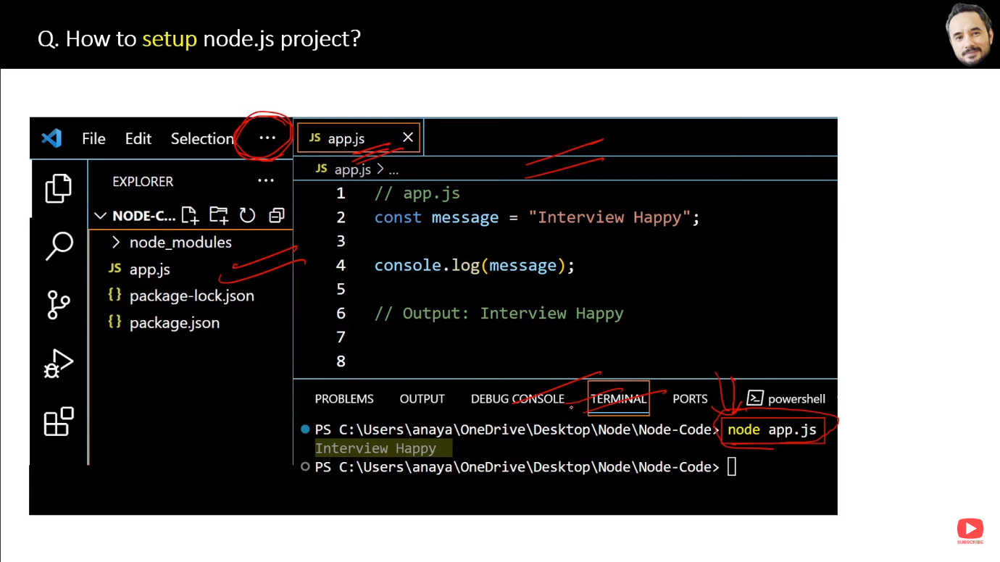 Q. How to setup node.js project?
File Edit Selection ...
JS app.js ×
EXPLORER ...
JS app.js > ...
NODE-C...
node_modules
JS app.js
{} package-lock.json
{} package.json
1 // app.js
2 const message = "Interview Happy";
3
4 console.log(message);
5
6 // Output: Interview Happy
7
8
PROBLEMS OUTPUT DEBUG CONSOLE TERMINAL PORTS powershell
PS C:\Users\anaya\OneDrive\Desktop\Node\Node-Code> node app.js
Interview Happy
PS C:\Users\anaya\OneDrive\Desktop\Node\Node-Code>
SUBSCRIBE